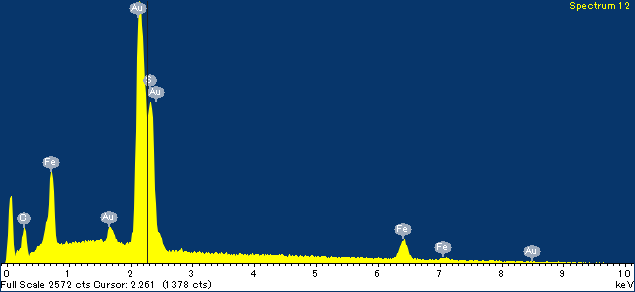 Spectrum 12
Au
S
Au
Fe
C
Au
Fe
Fe
Au
0 1 2 3 4 5 6 7 8 9 10
Full Scale 2572 cts Cursor: 2.261 (1378 cts) keV